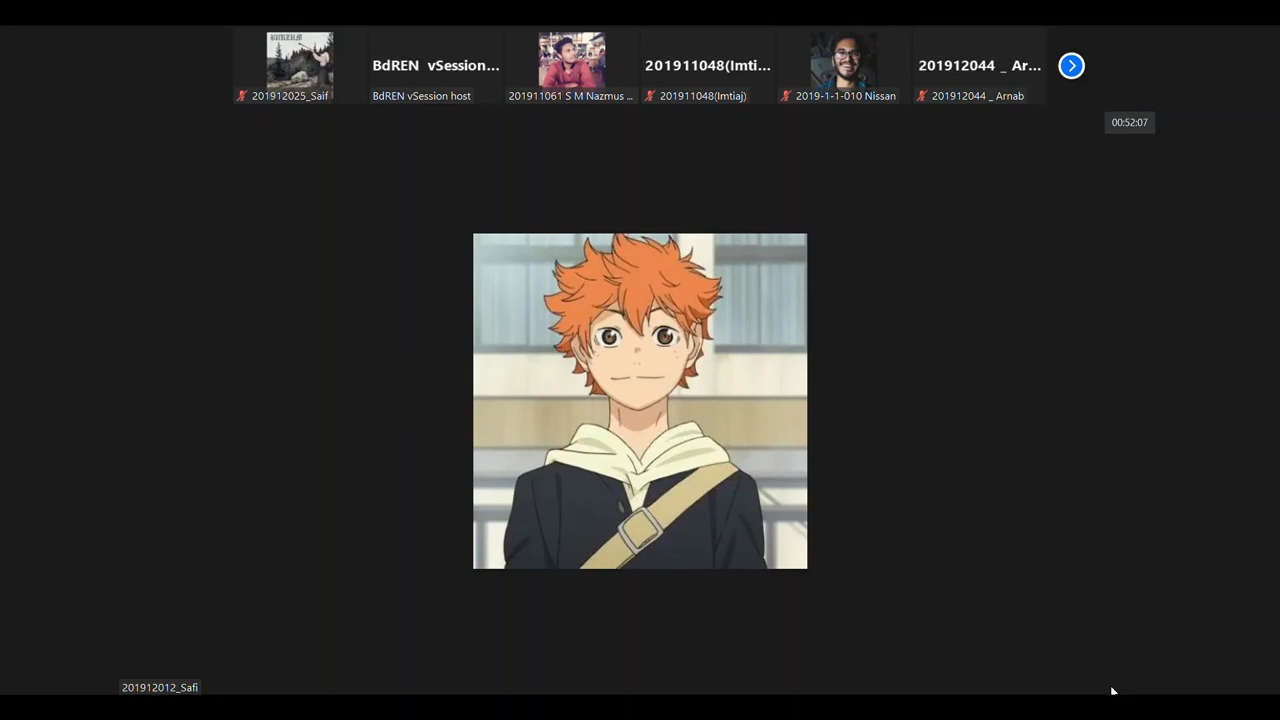 BdREN vSession...
201911048(Imti...
201912044 _ Ar...
201912025_Saif
BdREN vSession host
201911061 S M Nazmus ...
201911048(Imtiaj)
2019-1-1-010 Nissan
201912044 _ Arnab
00:52:07
201912012_Safi